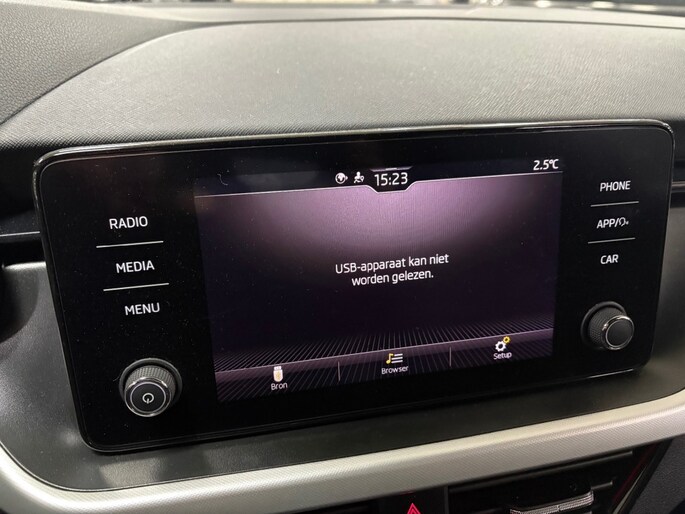 15:23
2.5°C
RADIO
MEDIA
MENU
USB-apparaat kan niet
worden gelezen.
PHONE
APP/
CAR
Bron
Browser
Setup